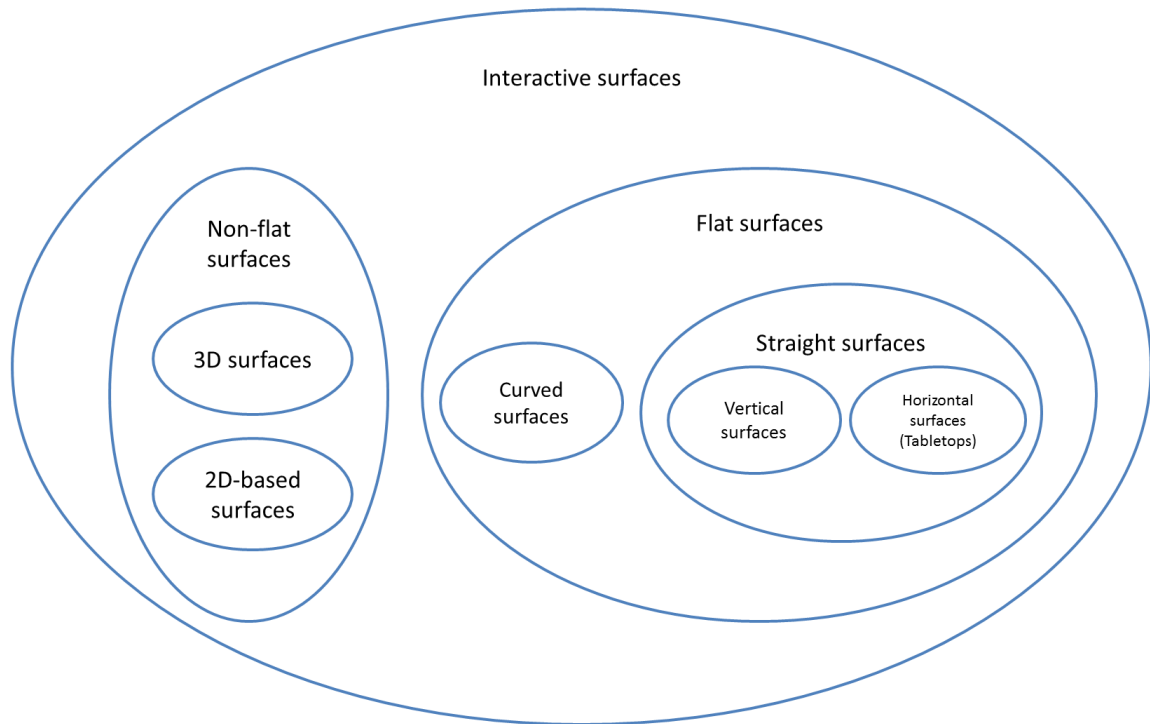 Interactive surfaces
Non-flat
surfaces
3D surfaces
2D-based
surfaces
Flat surfaces
Curved
surfaces
Straight surfaces
Vertical
surfaces
Horizontal
surfaces
(Tabletops)